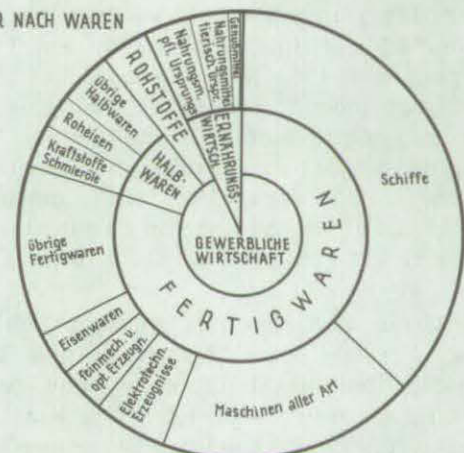 R NACH WAREN
Genußmittel
Nahrungsmittel
tierisch. Urspr.
Nahrungsm.
pfl. Ursprungs
ROHSTOFFE
übrige
Halbwaren
Roheisen
Kraftstoffe
Schmieröle
HALB-
WAREN
ERNÄHRUNGS-
WIRTSCH.
Schiffe
GEWERBLICHE
WIRTSCHAFT
FERTIGWAREN
übrige
Fertigwaren
Eisenwaren
feinmech. u.
opt. Erzeugn.
Elektrotechn.
Erzeugnisse
Maschinen aller Art